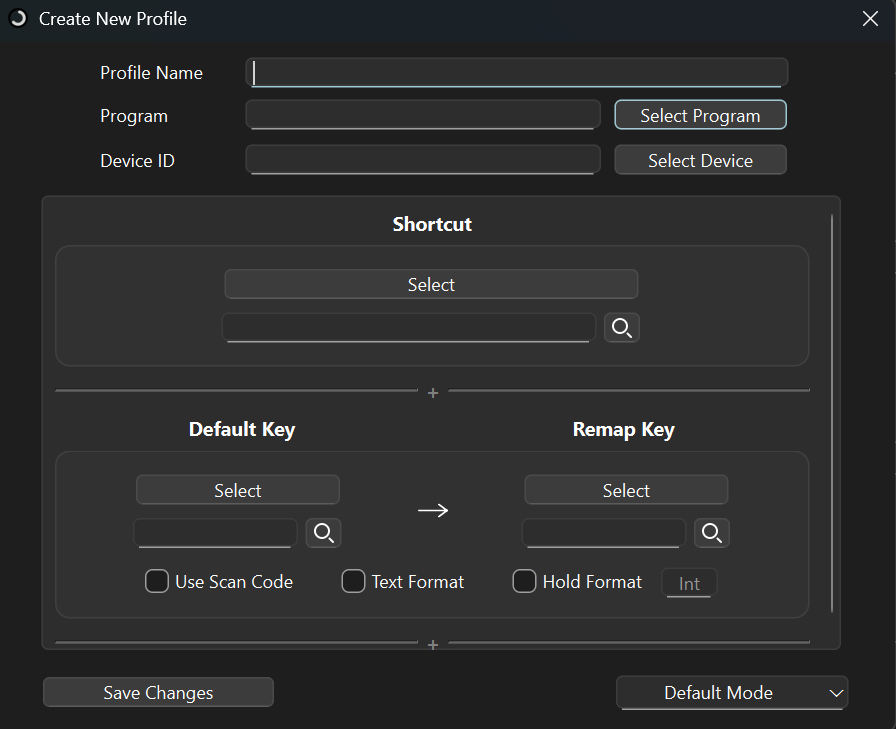 Create New Profile
Profile Name
Program
Select Program
Device ID
Select Device
Shortcut
Select
+
Default Key
Remap Key
Select
Select
Use Scan Code
Text Format
Hold Format
Int
+
Save Changes
Default Mode